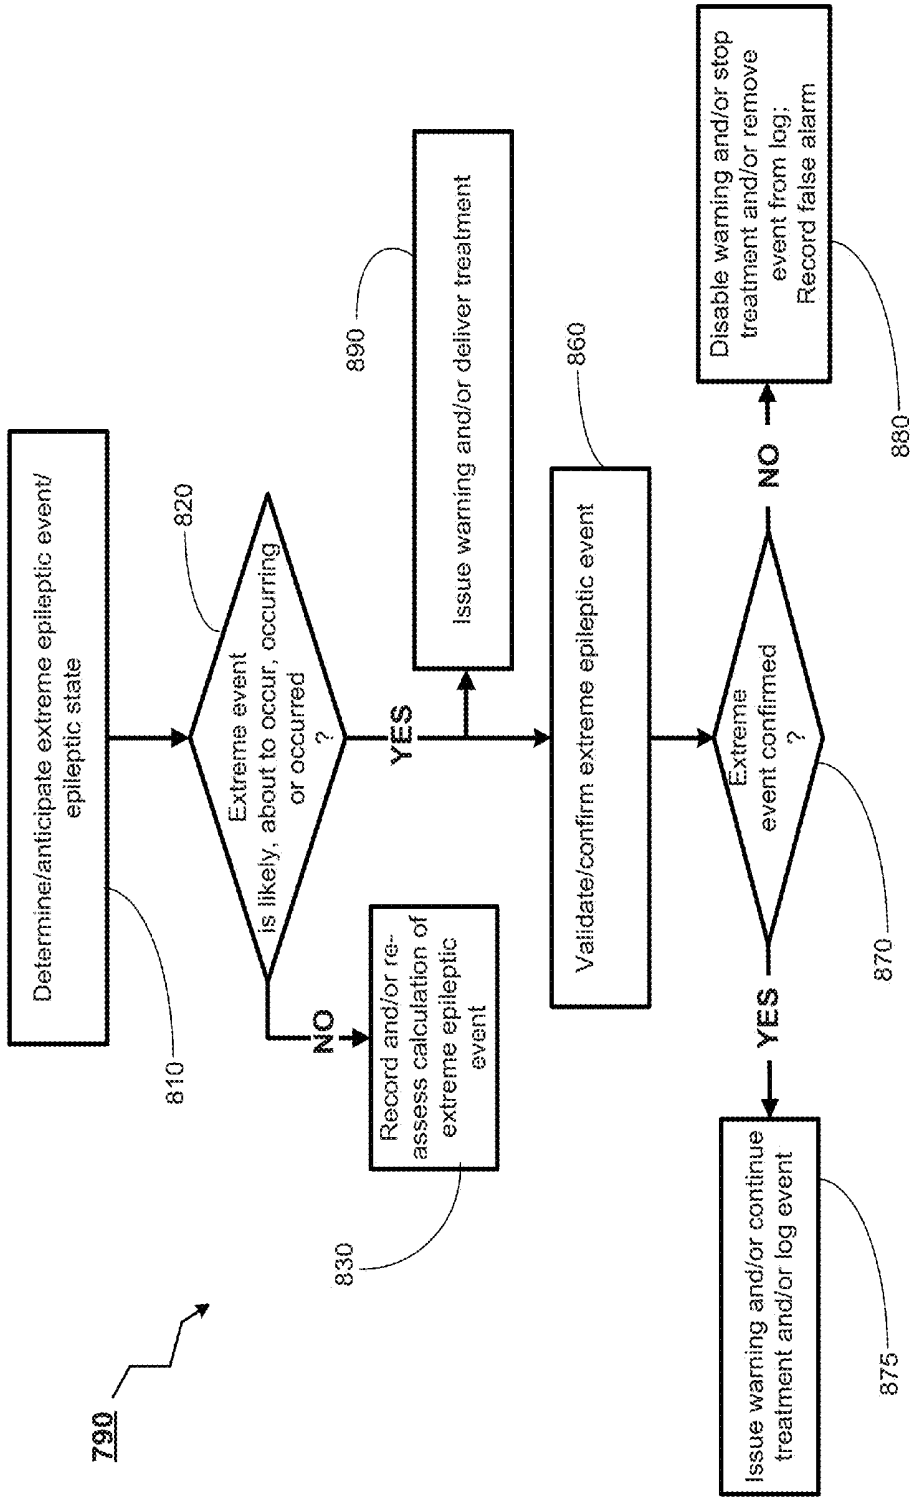 790
Determine/anticipate extreme epileptic event/
epileptic state
810
Extreme event
is likely, about to occur, occurring
or occurred
?
820
NO
Record and/or re-
assess calculation of
extreme epileptic
event
830
YES
Issue warning and/or deliver treatment
890
Validate/confirm extreme epileptic event
860
Extreme
event confirmed
?
870
YES
Issue warning and/or continue
treatment and/or log event
875
NO
Disable warning and/or stop
treatment and/or remove
event from log;
Record false alarm
880